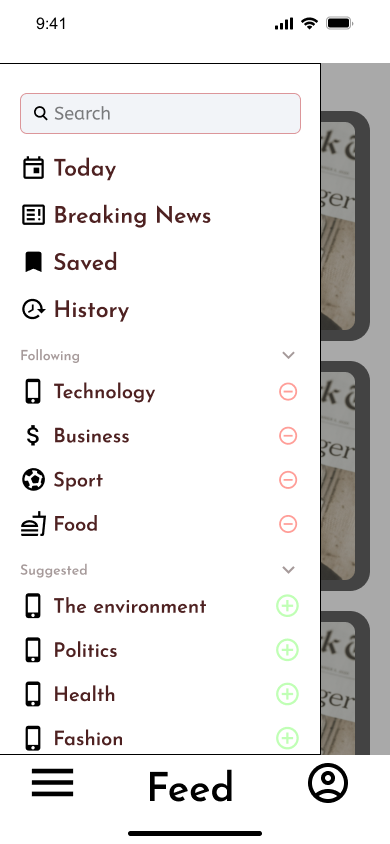 9:41
Search
Today
Breaking News
Saved
History
Following
Technology
Business
Sport
Food
Suggested
The environment
Politics
Health
Fashion
Feed